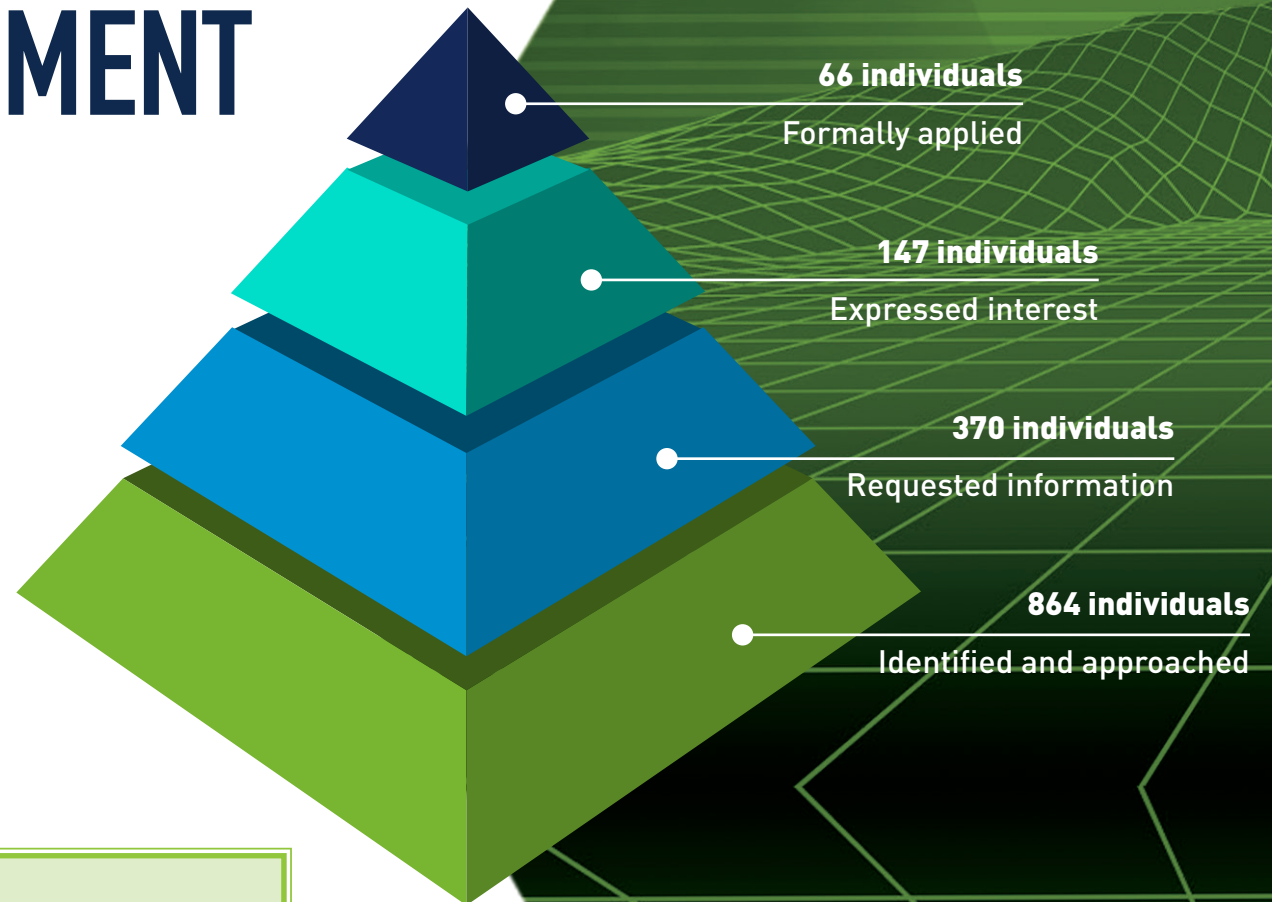 MENT
66 individuals
Formally applied
147 individuals
Expressed interest
370 individuals
Requested information
864 individuals
Identified and approached